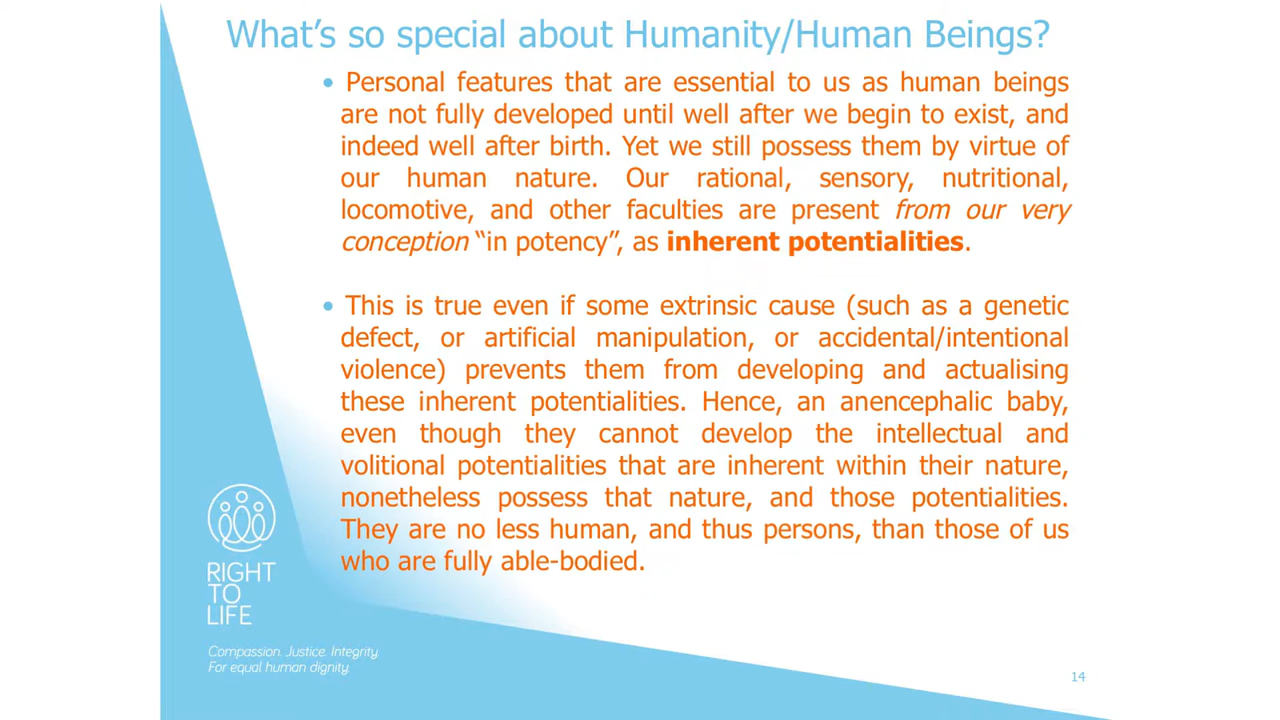 What’s so special about Humanity/Human Beings?
• Personal features that are essential to us as human beings
are not fully developed until well after we begin to exist, and
indeed well after birth. Yet we still possess them by virtue of
our human nature. Our rational, sensory, nutritional,
locomotive, and other faculties are present from our very
conception “in potency”, as inherent potentialities.
• This is true even if some extrinsic cause (such as a genetic
defect, or artificial manipulation, or accidental/intentional
violence) prevents them from developing and actualising
these inherent potentialities. Hence, an anencephalic baby,
even though they cannot develop the intellectual and
volitional potentialities that are inherent within their nature,
nonetheless possess that nature, and those potentialities.
They are no less human, and thus persons, than those of us
who are fully able-bodied.
RIGHT
TO
LIFE
Compassion. Justice. Integrity.
For equal human dignity.
14